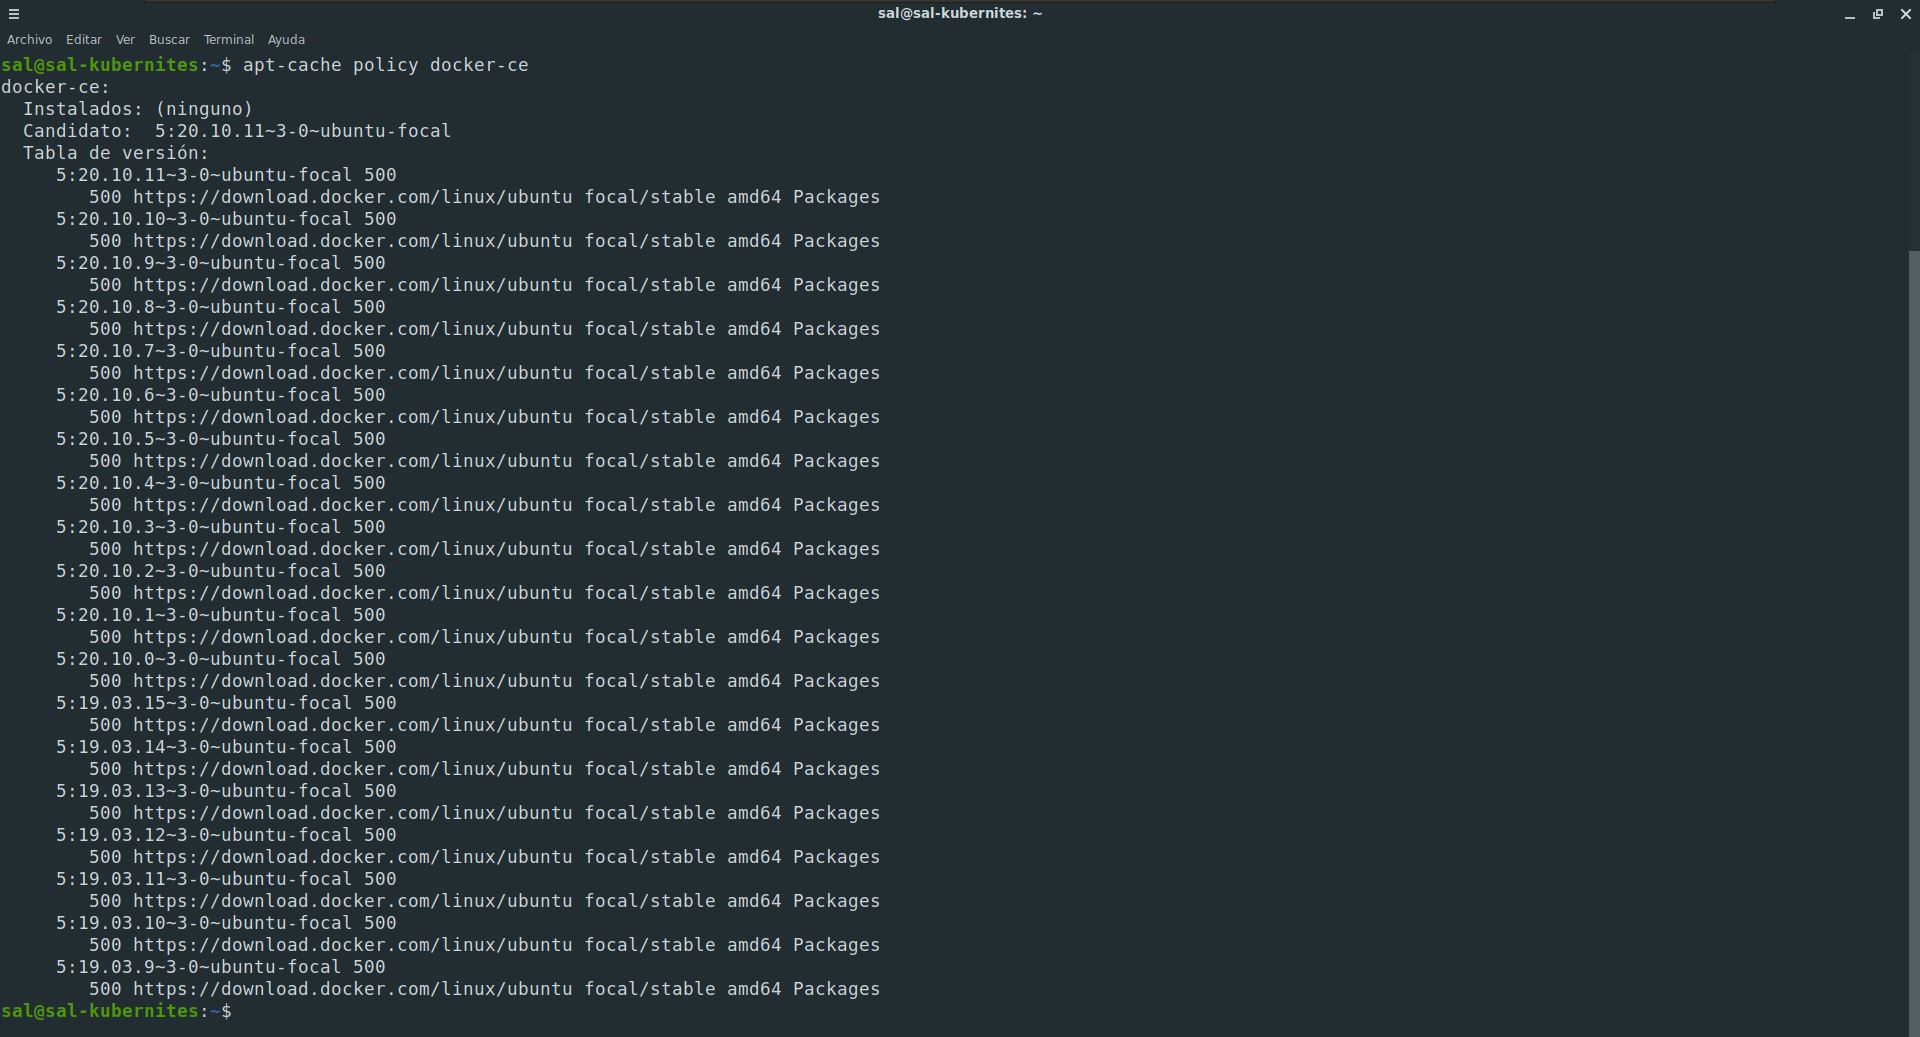 sal@sal-kubernites: ~
Archivo Editar Ver Buscar Terminal Ayuda
sal@sal-kubernites:~$ apt-cache policy docker-ce
docker-ce:
  Instalados: (ninguno)
  Candidato:  5:20.10.11~3-0~ubuntu-focal
  Tabla de versión:
     5:20.10.11~3-0~ubuntu-focal 500
        500 https://download.docker.com/linux/ubuntu focal/stable amd64 Packages
     5:20.10.10~3-0~ubuntu-focal 500
        500 https://download.docker.com/linux/ubuntu focal/stable amd64 Packages
     5:20.10.9~3-0~ubuntu-focal 500
        500 https://download.docker.com/linux/ubuntu focal/stable amd64 Packages
     5:20.10.8~3-0~ubuntu-focal 500
        500 https://download.docker.com/linux/ubuntu focal/stable amd64 Packages
     5:20.10.7~3-0~ubuntu-focal 500
        500 https://download.docker.com/linux/ubuntu focal/stable amd64 Packages
     5:20.10.6~3-0~ubuntu-focal 500
        500 https://download.docker.com/linux/ubuntu focal/stable amd64 Packages
     5:20.10.5~3-0~ubuntu-focal 500
        500 https://download.docker.com/linux/ubuntu focal/stable amd64 Packages
     5:20.10.4~3-0~ubuntu-focal 500
        500 https://download.docker.com/linux/ubuntu focal/stable amd64 Packages
     5:20.10.3~3-0~ubuntu-focal 500
        500 https://download.docker.com/linux/ubuntu focal/stable amd64 Packages
     5:20.10.2~3-0~ubuntu-focal 500
        500 https://download.docker.com/linux/ubuntu focal/stable amd64 Packages
     5:20.10.1~3-0~ubuntu-focal 500
        500 https://download.docker.com/linux/ubuntu focal/stable amd64 Packages
     5:20.10.0~3-0~ubuntu-focal 500
        500 https://download.docker.com/linux/ubuntu focal/stable amd64 Packages
     5:19.03.15~3-0~ubuntu-focal 500
        500 https://download.docker.com/linux/ubuntu focal/stable amd64 Packages
     5:19.03.14~3-0~ubuntu-focal 500
        500 https://download.docker.com/linux/ubuntu focal/stable amd64 Packages
     5:19.03.13~3-0~ubuntu-focal 500
        500 https://download.docker.com/linux/ubuntu focal/stable amd64 Packages
     5:19.03.12~3-0~ubuntu-focal 500
        500 https://download.docker.com/linux/ubuntu focal/stable amd64 Packages
     5:19.03.11~3-0~ubuntu-focal 500
        500 https://download.docker.com/linux/ubuntu focal/stable amd64 Packages
     5:19.03.10~3-0~ubuntu-focal 500
        500 https://download.docker.com/linux/ubuntu focal/stable amd64 Packages
     5:19.03.9~3-0~ubuntu-focal 500
        500 https://download.docker.com/linux/ubuntu focal/stable amd64 Packages
sal@sal-kubernites:~$